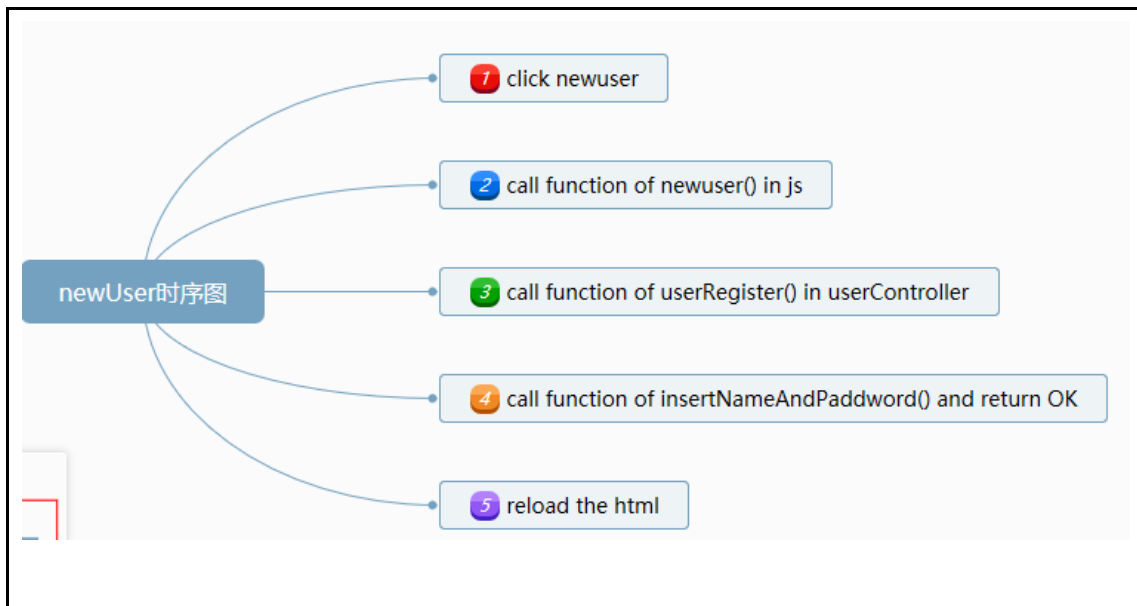 1 click newuser
2 call function of newuser() in js
newUser时序图
3 call function of userRegister() in userController
4 call function of insertNameAndPaddword() and return OK
5 reload the html